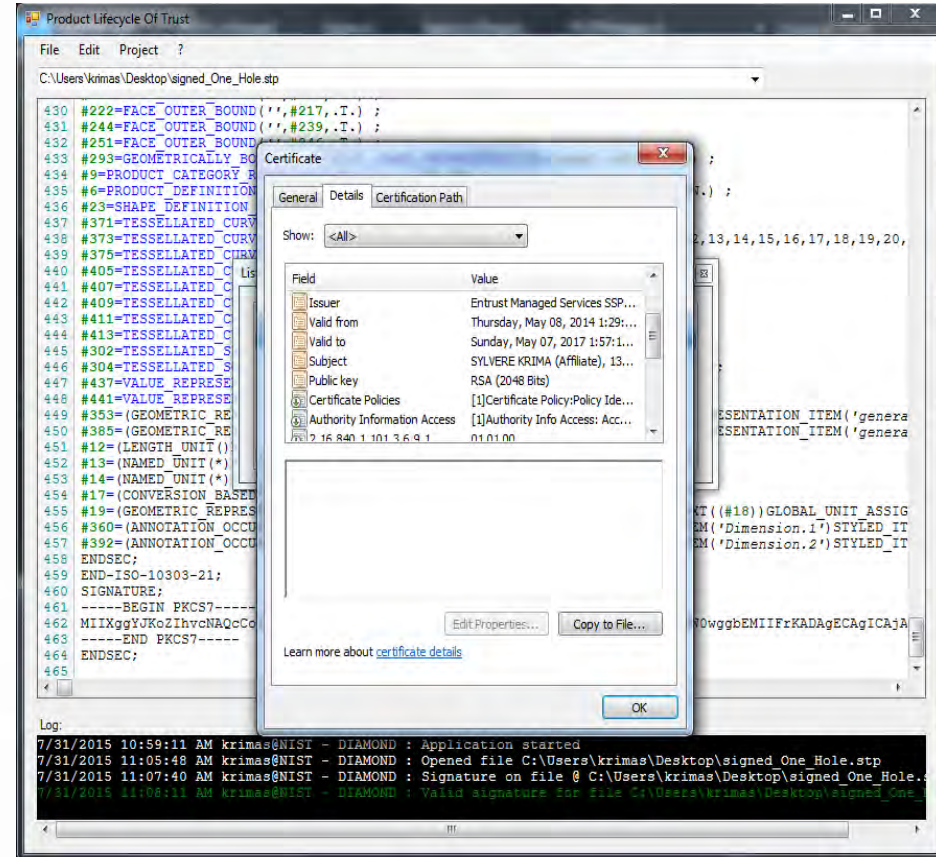 Product Lifecycle Of Trust
File Edit Project ?
C:\Users\krimas\Desktop\signed_One_Hole.stp
430 #222=FACE_OUTER_BOUND('',#217,.T.) ;
431 #244=FACE_OUTER_BOUND('',#239,.T.) ;
432 #251=FACE_OUTER_BOUND
433 #293=GEOMETRICALLY_BO ;
434 #9=PRODUCT_CATEGORY_R
435 #6=PRODUCT_DEFINITION .) ;
436 #23=SHAPE_DEFINITION_
437 #371=TESSELLATED_CURV
438 #373=TESSELLATED_CURV ,13,14,15,16,17,18,19,20,
439 #375=TESSELLATED_CURV
440 #405=TESSELLATED_C
441 #407=TESSELLATED_C
442 #409=TESSELLATED_C
443 #411=TESSELLATED_C
444 #413=TESSELLATED_C
445 #302=TESSELLATED_S
446 #304=TESSELLATED_S ;
447 #437=VALUE_REPRESE
448 #441=VALUE_REPRESE
449 #353=(GEOMETRIC_RE ESENTATION_ITEM('genera
450 #385=(GEOMETRIC_RE ESENTATION_ITEM('genera
451 #12=(LENGTH_UNIT()
452 #13=(NAMED_UNIT(*)
453 #14=(NAMED_UNIT(*)
454 #17=(CONVERSION_BASED
455 #19=(GEOMETRIC_REPRES XT((#18))GLOBAL_UNIT_ASSIG
456 #360=(ANNOTATION_OCCU EM('Dimension.1')STYLED_IT
457 #392=(ANNOTATION_OCCU EM('Dimension.2')STYLED_IT
458 ENDSEC;
459 END-ISO-10303-21;
460 SIGNATURE;
461 -----BEGIN PKCS7-----
462 MIIXggYJKoZIhvcNAQcCo 0wggbEMIIFrKADAgECAgICAjA
463 -----END PKCS7-----
464 ENDSEC;
465
Lis
Certificate
General Details Certification Path
Show: <All>
Field Value
Issuer Entrust Managed Services SSP...
Valid from Thursday, May 08, 2014 1:29:...
Valid to Sunday, May 07, 2017 1:57:1...
Subject SYLVERE KRIMA (Affiliate), 13...
Public key RSA (2048 Bits)
Certificate Policies [1]Certificate Policy:Policy Ide...
Authority Information Access [1]Authority Info Access: Acc...
2.16.840.1.101.3.6.9.1 01 01 00
Edit Properties... Copy to File...
Learn more about certificate details
OK
Log:
7/31/2015 10:59:11 AM krimas@NIST - DIAMOND : Application started
7/31/2015 11:05:48 AM krimas@NIST - DIAMOND : Opened file C:\Users\krimas\Desktop\signed_One_Hole.stp
7/31/2015 11:07:40 AM krimas@NIST - DIAMOND : Signature on file @ C:\Users\krimas\Desktop\signed_One_Hole.s
7/31/2015 11:08:11 AM krimas@NIST - DIAMOND : Valid signature for file C:\Users\krimas\Desktop\signed_One_H